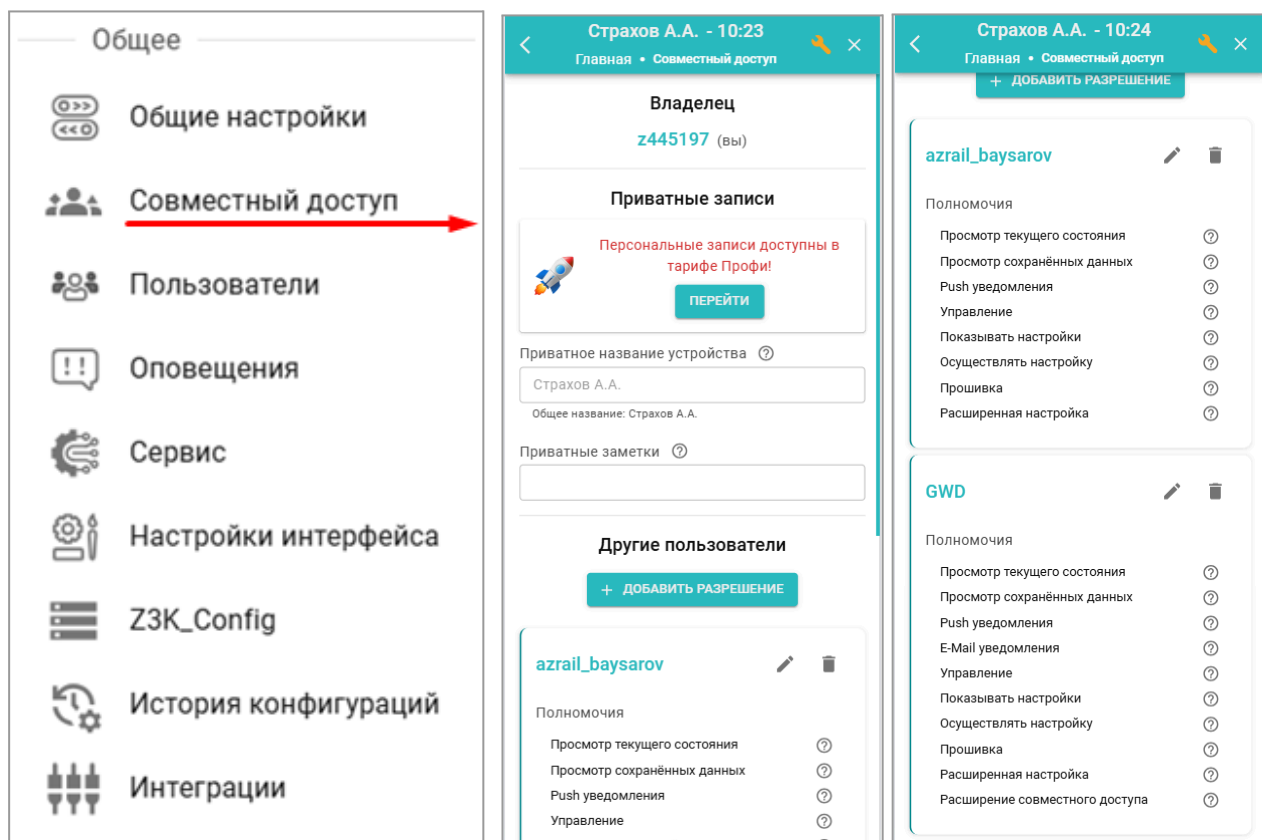 Общее
Общие настройки
Совместный доступ
Пользователи
Оповещения
Сервис
Настройки интерфейса
Z3K_Config
История конфигураций
Интеграции
Страхов А.А. - 10:23
Главная • Совместный доступ
Владелец
z445197 (вы)
Приватные записи
Персональные записи доступны в
тарифе Профи!
ПЕРЕЙТИ
Приватное название устройства
Страхов А.А.
Общее название: Страхов А.А.
Приватные заметки
Другие пользователи
+ ДОБАВИТЬ РАЗРЕШЕНИЕ
azrail_baysarov
Полномочия
Просмотр текущего состояния
Просмотр сохранённых данных
Push уведомления
Управление
Страхов А.А. - 10:24
Главная • Совместный доступ
+ ДОБАВИТЬ РАЗРЕШЕНИЕ
azrail_baysarov
Полномочия
Просмотр текущего состояния
Просмотр сохранённых данных
Push уведомления
Управление
Показывать настройки
Осуществлять настройку
Прошивка
Расширенная настройка
GWD
Полномочия
Просмотр текущего состояния
Просмотр сохранённых данных
Push уведомления
E-Mail уведомления
Управление
Показывать настройки
Осуществлять настройку
Прошивка
Расширенная настройка
Расширение совместного доступа